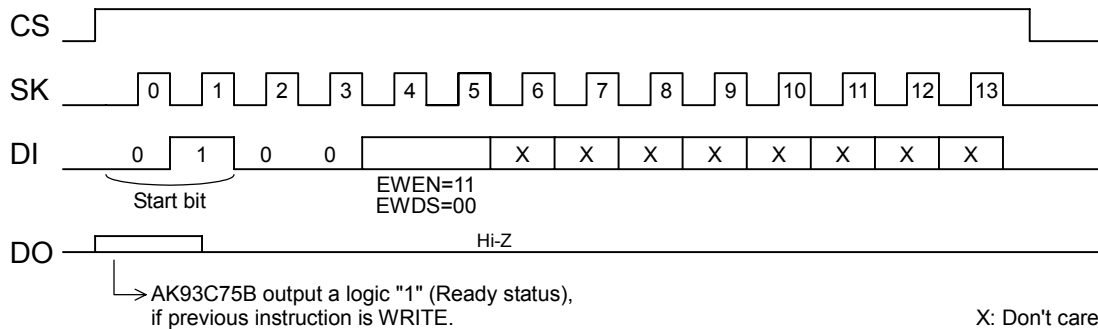 CS
SK 0 1 2 3 4 5 6 7 8 9 10 11 12 13
DI 0 1 0 0 X X X X X X X X
Start bit
EWEN=11
EWDS=00
DO Hi-Z
AK93C75B output a logic "1" (Ready status),
if previous instruction is WRITE. X: Don't care